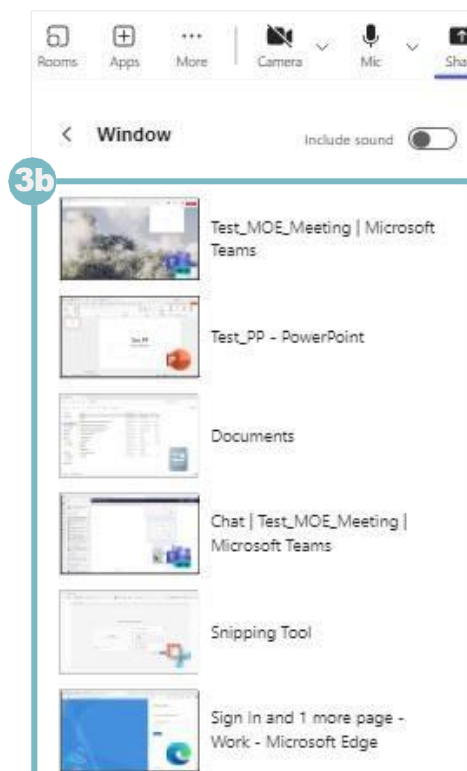 Rooms Apps More Camera Mic Sha
Window
Include sound
3b
Test_MOE_Meeting | Microsoft
Teams
Test_PP - PowerPoint
Documents
Chat | Test_MOE_Meeting |
Microsoft Teams
Snipping Tool
Sign in and 1 more page -
Work - Microsoft Edge